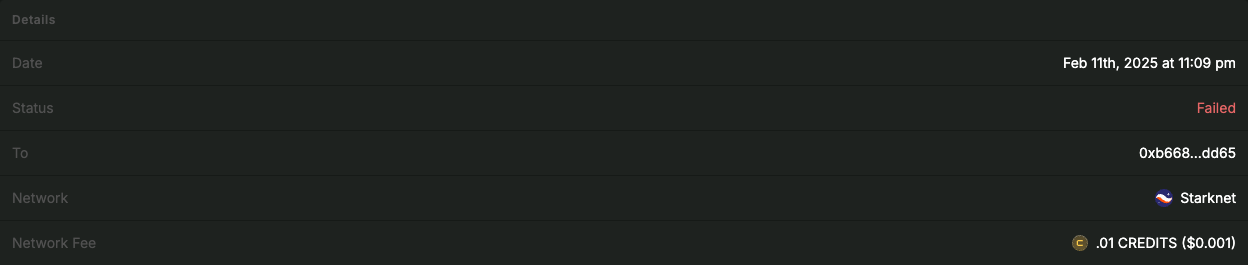 Details
Date Feb 11th, 2025 at 11:09 pm
Status Failed
To 0xb668...dd65
Network Starknet
Network Fee C .01 CREDITS ($0.001)